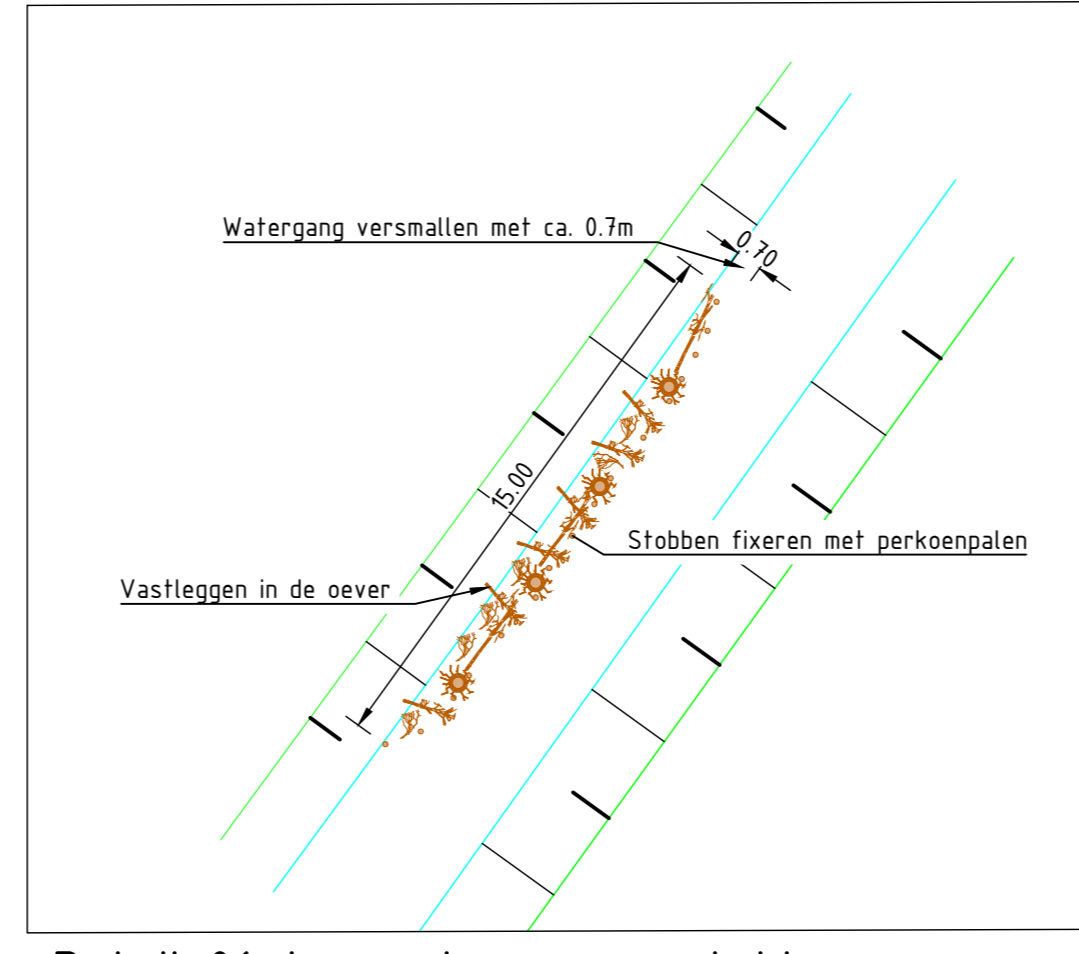 Watergang versmallen met ca. 0.7m
0.70
15.00
Stobben fixeren met perkoenpalen
Vastleggen in de oever